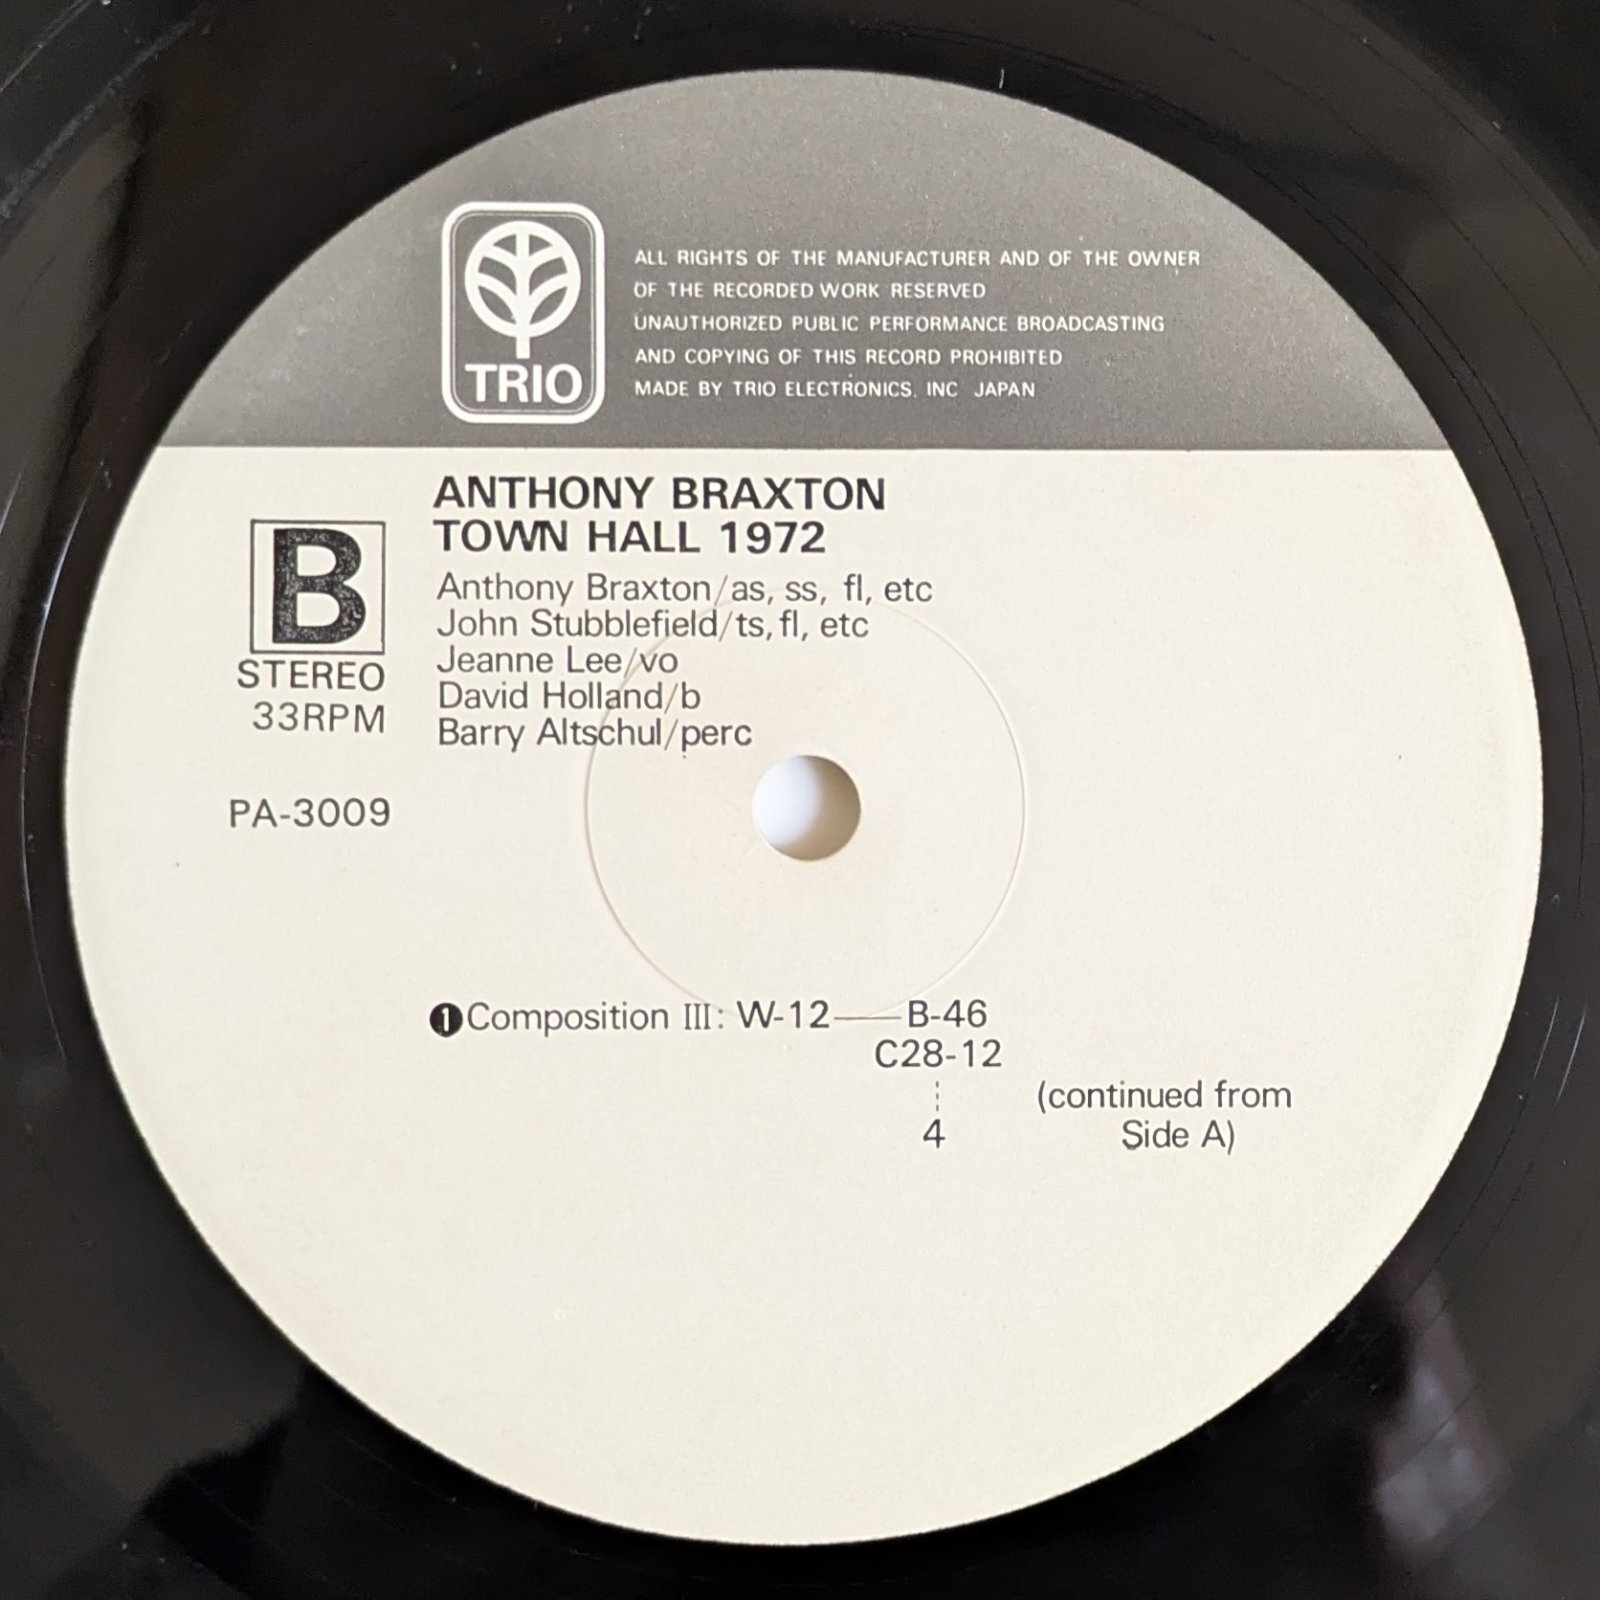 TRIO
ALL RIGHTS OF THE MANUFACTURER AND OF THE OWNER
OF THE RECORDED WORK RESERVED
UNAUTHORIZED PUBLIC PERFORMANCE BROADCASTING
AND COPYING OF THIS RECORD PROHIBITED
MADE BY TRIO ELECTRONICS. INC JAPAN
ANTHONY BRAXTON
TOWN HALL 1972
Anthony Braxton/as, ss, fl, etc
John Stubblefield/ts, fl, etc
Jeanne Lee/vo
David Holland/b
Barry Altschul/perc
B
STEREO
33RPM
PA-3009
❶Composition III: W-12——B-46
C28-12
(continued from
4
Side A)